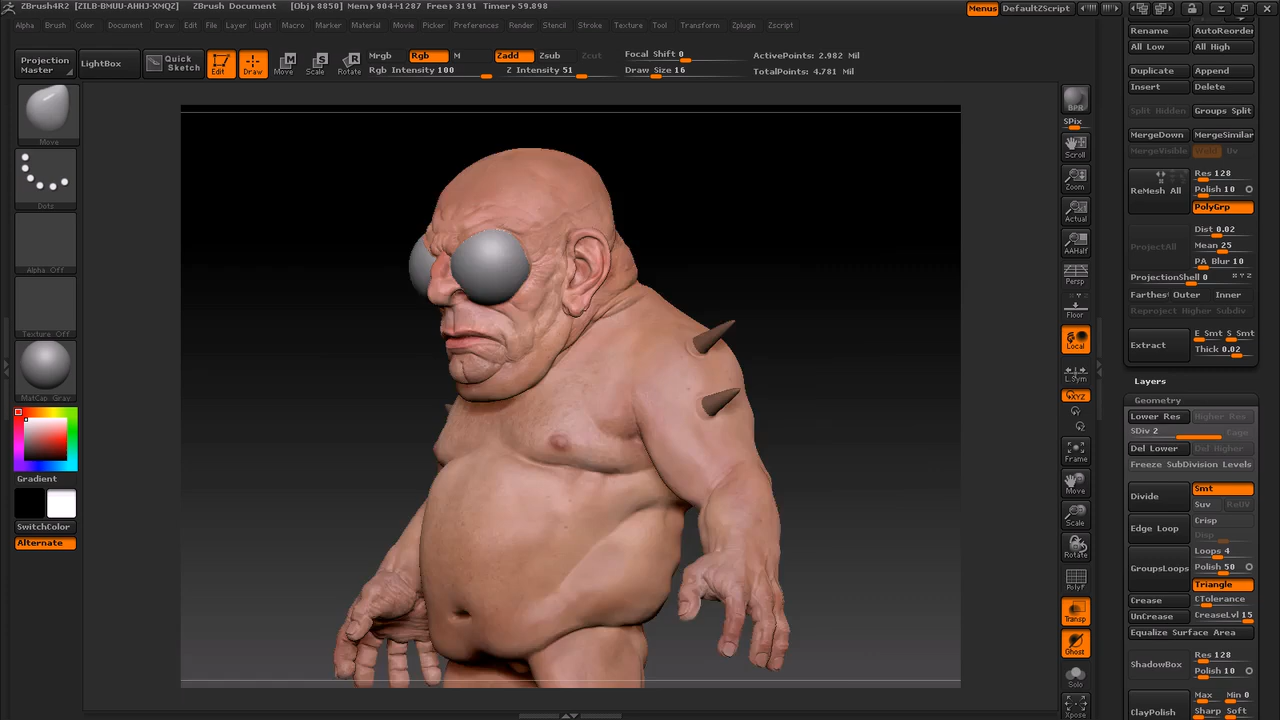 ZBrush4R2 [ZILB-BMUU-AHHJ-XMQZ] ZBrush Document [Obj>8850] Mem>904+1287 Free>3191 Timer>59.898 Menus DefaultZScript
Alpha Brush Color Document Draw Edit File Layer Light Macro Marker Material Movie Picker Preferences Render Stencil Stroke Texture Tool Transform Zplugin Zscript
Projection Master
LightBox
Quick Sketch
Edit
Draw
Move
Scale
Rotate
Mrgb Rgb M
Rgb Intensity 100
Zadd Zsub Zcut
Z Intensity 51
Focal Shift 0
Draw Size 16
ActivePoints: 2.982 Mil
TotalPoints: 4.781 Mil
Move
Dots
Alpha Off
Texture Off
MatCap Gray
Gradient
SwitchColor
Alternate
BPR
SPix
Scroll
Zoom
Actual
AAHalf
Persp
Floor
Local
L.Sym
XYZ
Y
Z
Frame
Move
Scale
Rotate
PolyF
Transp
Ghost
Solo
Xpose
Rename AutoReorder
All Low All High
Duplicate Append
Insert Delete
Split Hidden Groups Split
MergeDown MergeSimilar
MergeVisible Weld Uv
ReMesh All
Res 128
Polish 10
PolyGrp
ProjectAll
Dist 0.02
Mean 25
PA Blur 10
ProjectionShell 0 X Y Z
Farthest Outer Inner
Reproject Higher Subdiv
Extract
E Smt S Smt
Thick 0.02
Layers
Geometry
Lower Res Higher Res
SDiv 2 Cage
Del Lower Del Higher
Freeze SubDivision Levels
Divide
Smt
Suv ReUV
Edge Loop
Crisp
Disp
GroupsLoops
Loops 4
Polish 50
Triangle
Crease CTolerance
UnCrease CreaseLvl 15
Equalize Surface Area
ShadowBox
Res 128
Polish 10
ClayPolish
Max Min 0
Sharp Soft